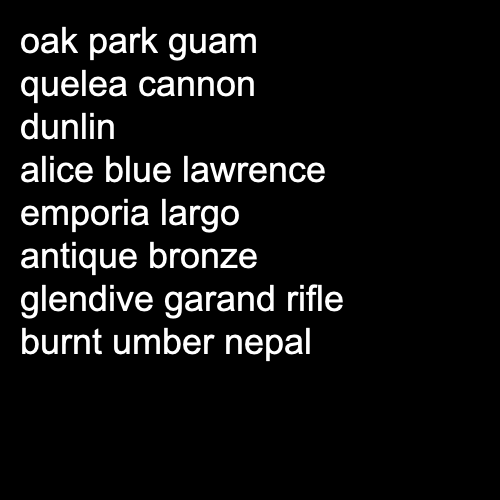 oak park guam
quelea cannon
dunlin
alice blue lawrence
emporia largo
antique bronze
glendive garand rifle
burnt umber nepal